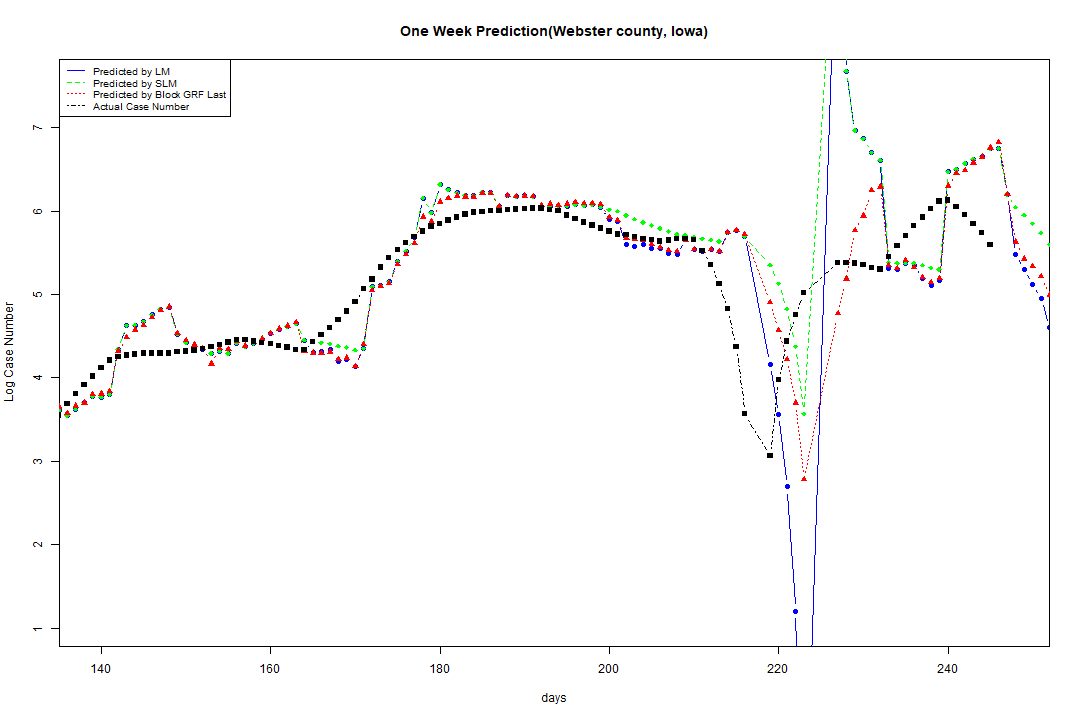 One Week Prediction(Webster county, Iowa)
Predicted by LM
Predicted by SLM
Predicted by Block GRF Last
Actual Case Number
Log Case Number
7
6
5
4
3
2
1
140 160 180 200 220 240
days